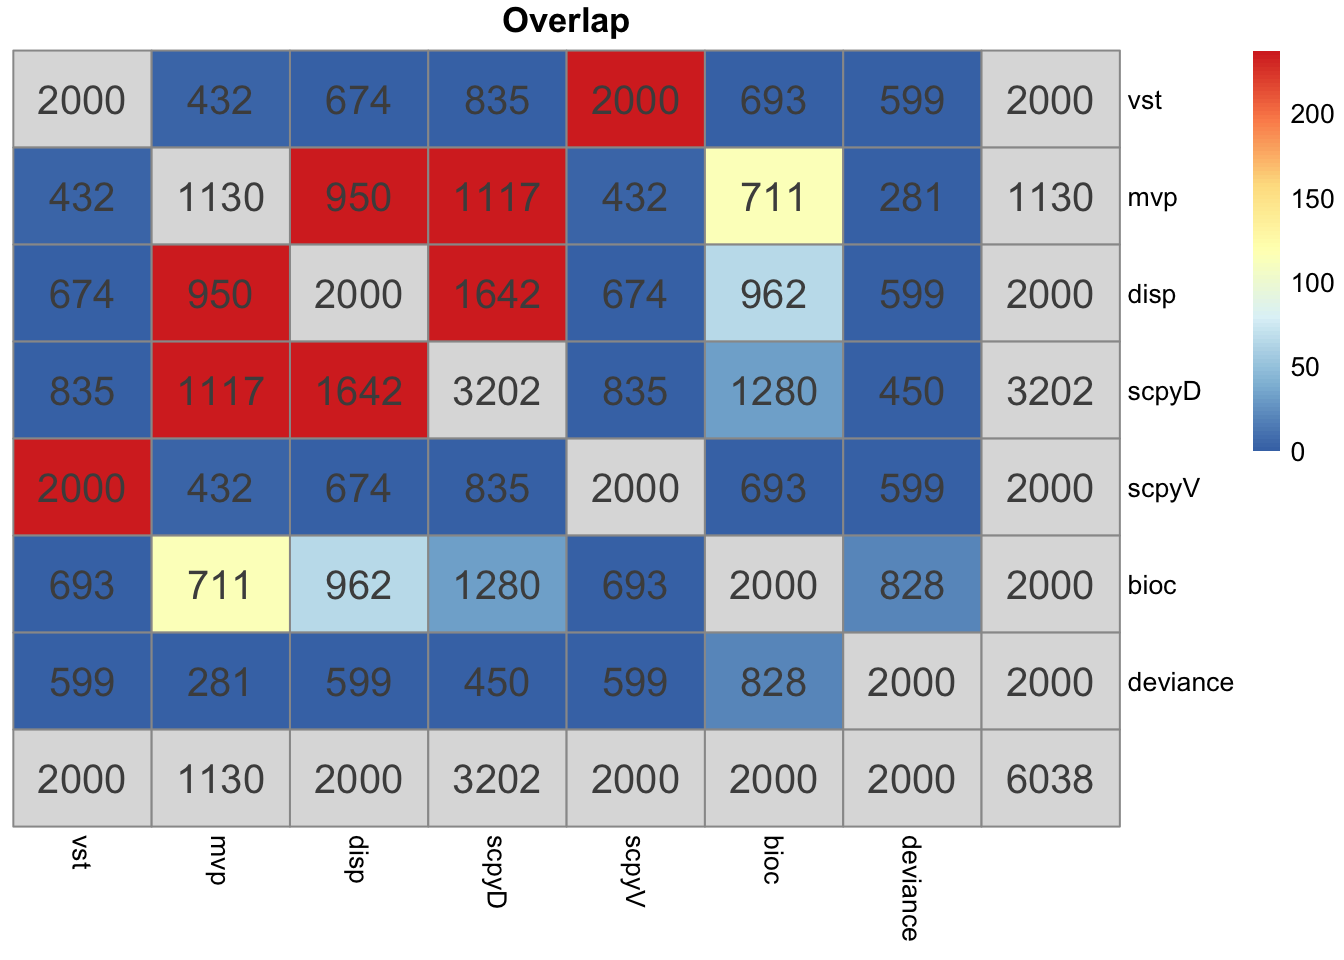 Overlap
2000 432 674 835 2000 693 599 2000 vst
432 1130 950 1117 432 711 281 1130 mvp
674 950 2000 1642 674 962 599 2000 disp
835 1117 1642 3202 835 1280 450 3202 scpyD
2000 432 674 835 2000 693 599 2000 scpyV
693 711 962 1280 693 2000 828 2000 bioc
599 281 599 450 599 828 2000 2000 deviance
2000 1130 2000 3202 2000 2000 2000 6038
vst mvp disp scpyD scpyV bioc deviance
200
150
100
50
0